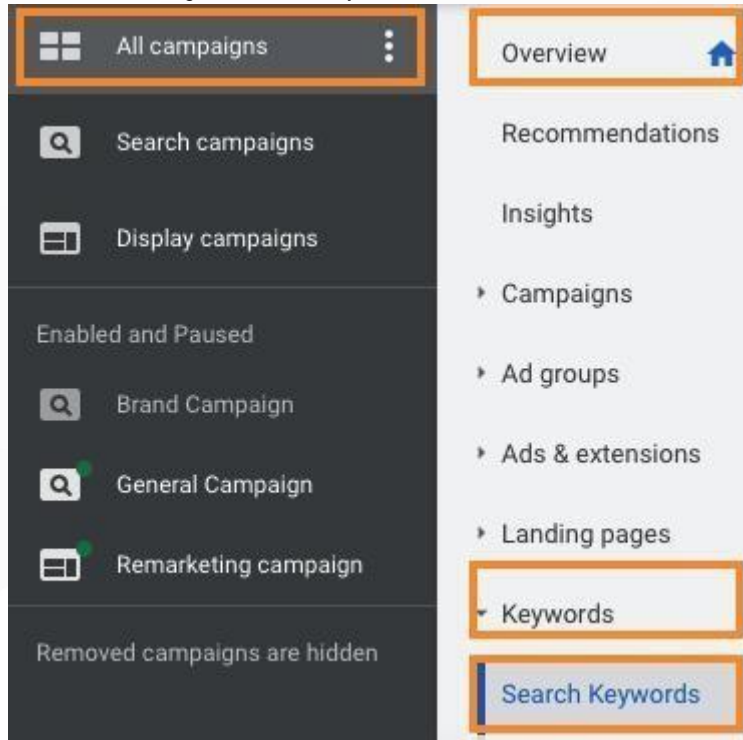 All campaigns
Search campaigns
Display campaigns
Enabled and Paused
Brand Campaign
General Campaign
Remarketing campaign
Removed campaigns are hidden
Overview
Recommendations
Insights
Campaigns
Ad groups
Ads & extensions
Landing pages
Keywords
Search Keywords